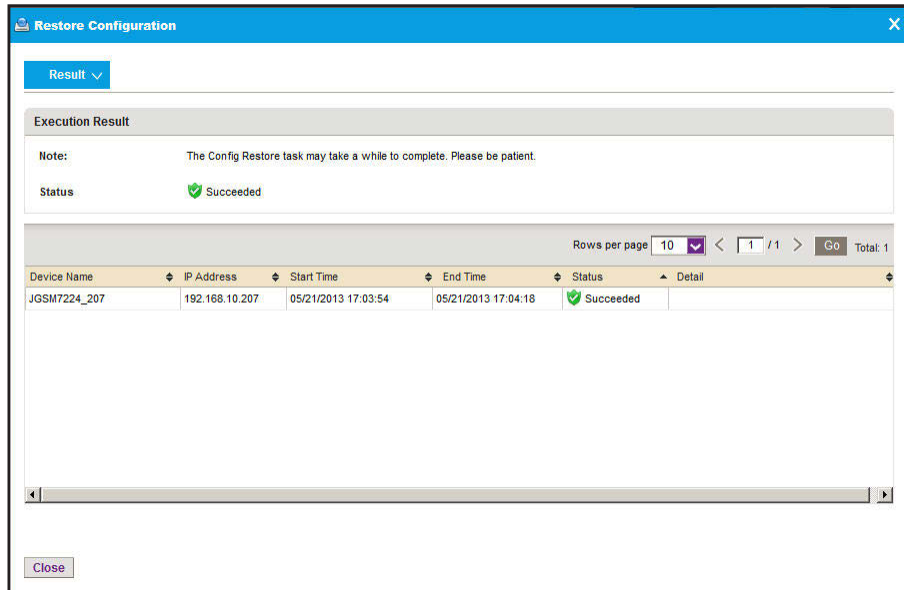 Restore Configuration X
Result
Execution Result
Note: The Config Restore task may take a while to complete. Please be patient.
Status Succeeded
Rows per page 10 < 1 / 1 > Go Total: 1
Device Name IP Address Start Time End Time Status Detail
JGSM7224_207 192.168.10.207 05/21/2013 17:03:54 05/21/2013 17:04:18 Succeeded
Close